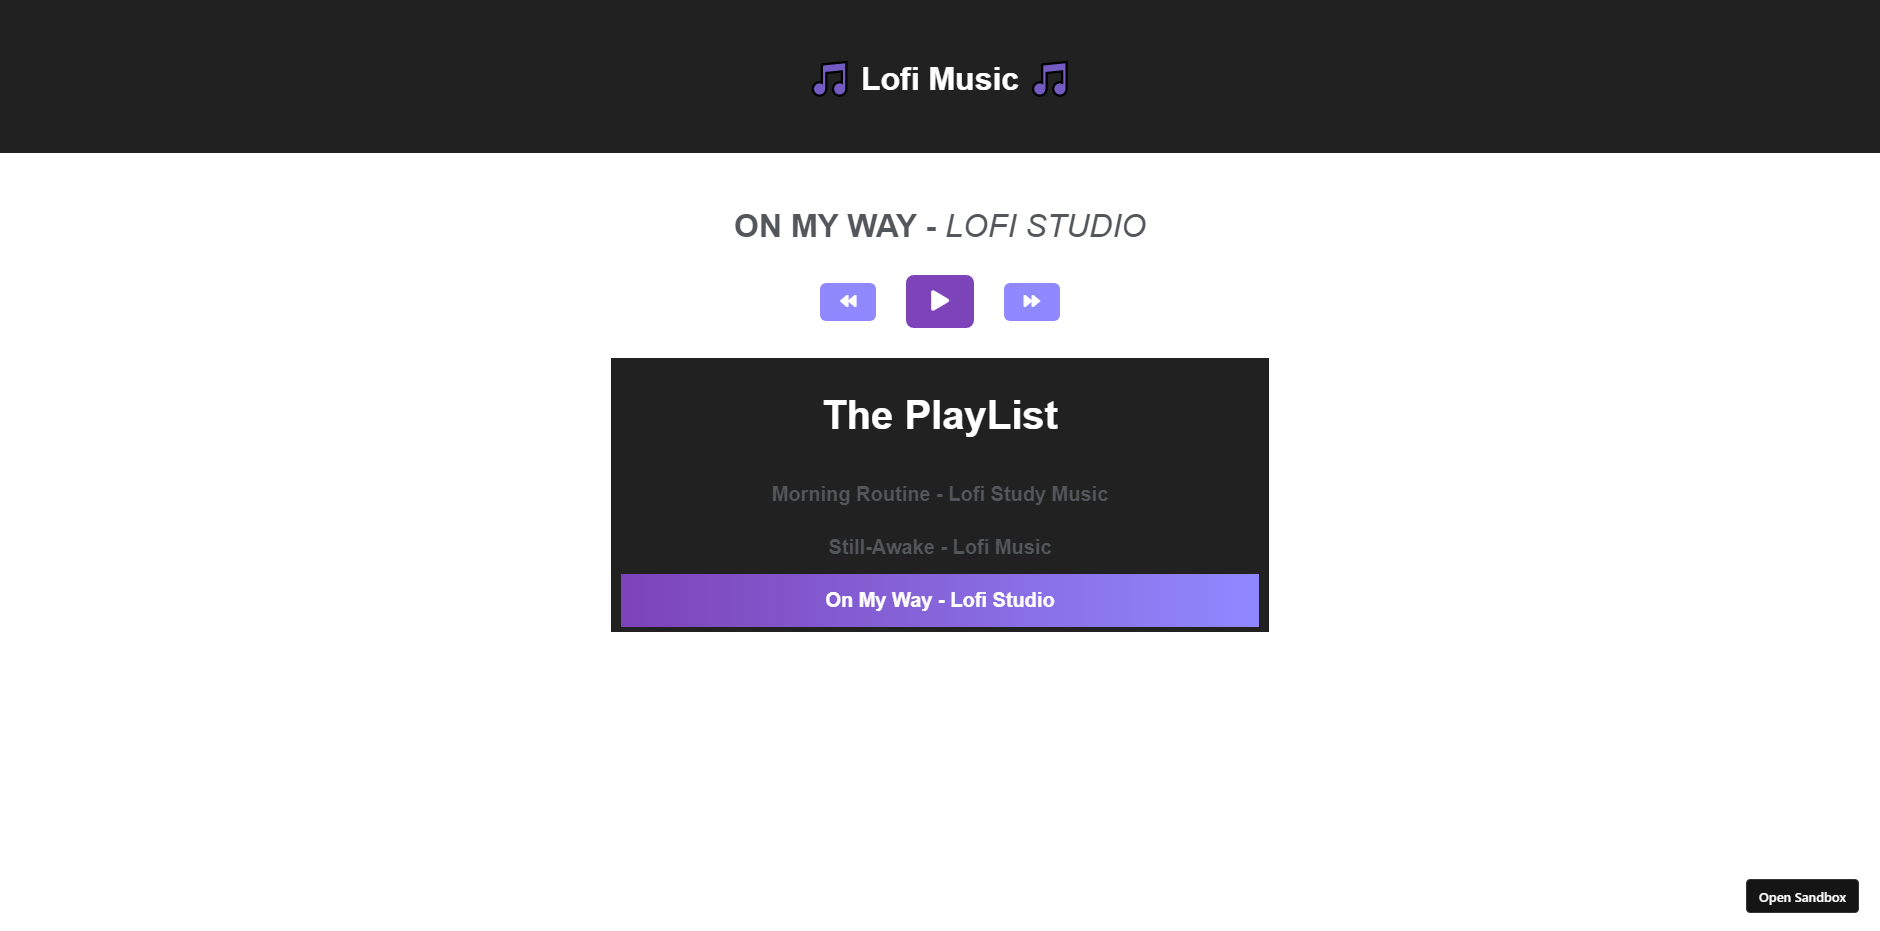 Lofi Music
ON MY WAY - LOFI STUDIO
The PlayList
Morning Routine - Lofi Study Music
Still-Awake - Lofi Music
On My Way - Lofi Studio
Open Sandbox